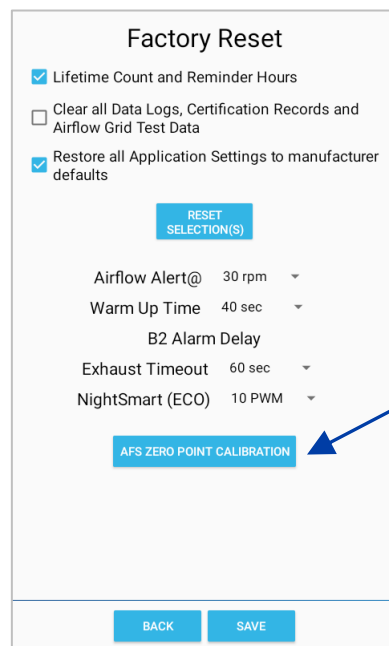 Factory Reset
Lifetime Count and Reminder Hours
Clear all Data Logs, Certification Records and
Airflow Grid Test Data
Restore all Application Settings to manufacturer
defaults
RESET
SELECTION(S)
Airflow Alert@ 30 rpm
Warm Up Time 40 sec
B2 Alarm Delay
Exhaust Timeout 60 sec
NightSmart (ECO) 10 PWM
AFS ZERO POINT CALIBRATION
BACK SAVE